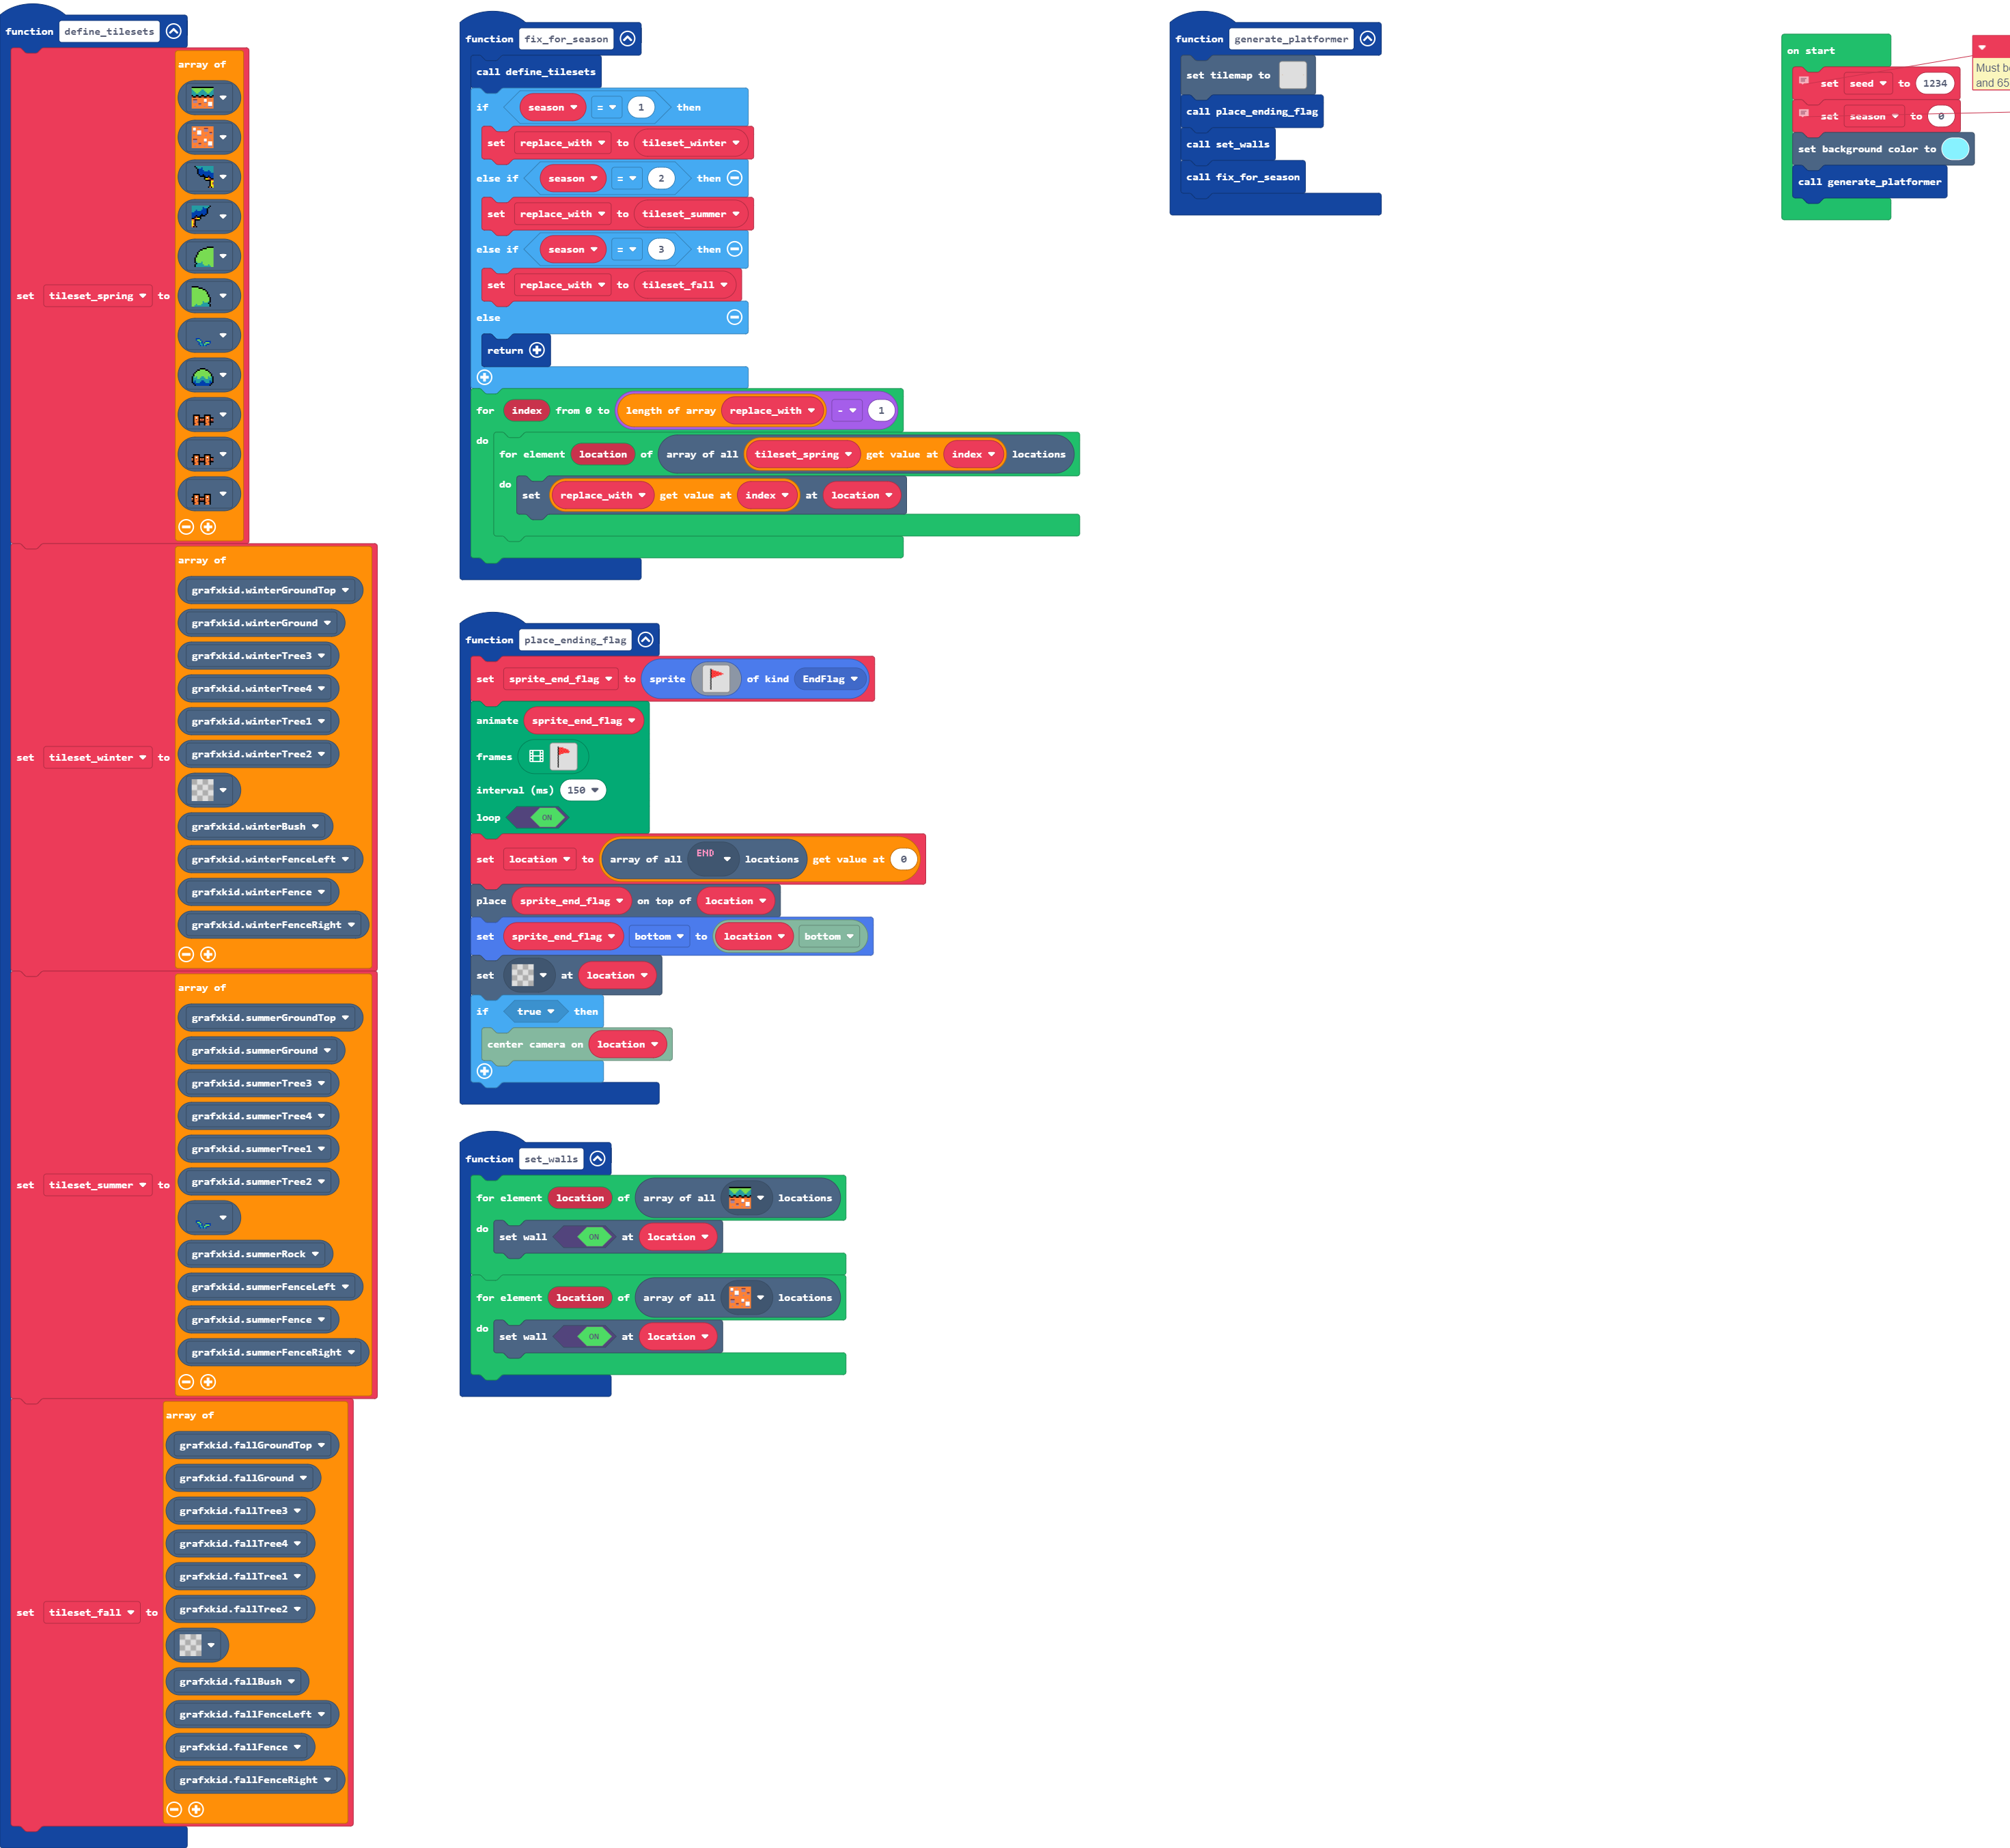 function define_tilesets
set tileset_spring to
array of
set tileset_winter to
array of
grafxkid.winterGroundTop
grafxkid.winterGround
grafxkid.winterTree3
grafxkid.winterTree4
grafxkid.winterTree1
grafxkid.winterTree2
grafxkid.winterBush
grafxkid.winterFenceLeft
grafxkid.winterFence
grafxkid.winterFenceRight
set tileset_summer to
array of
grafxkid.summerGroundTop
grafxkid.summerGround
grafxkid.summerTree3
grafxkid.summerTree4
grafxkid.summerTree1
grafxkid.summerTree2
grafxkid.summerRock
grafxkid.summerFenceLeft
grafxkid.summerFence
grafxkid.summerFenceRight
set tileset_fall to
array of
grafxkid.fallGroundTop
grafxkid.fallGround
grafxkid.fallTree3
grafxkid.fallTree4
grafxkid.fallTree1
grafxkid.fallTree2
grafxkid.fallBush
grafxkid.fallFenceLeft
grafxkid.fallFence
grafxkid.fallFenceRight
function fix_for_season
call define_tilesets
if season = 1 then
set replace_with to tileset_winter
else if season = 2 then
set replace_with to tileset_summer
else if season = 3 then
set replace_with to tileset_fall
else
return
for index from 0 to length of array replace_with - 1
do
for element location of array of all tileset_spring get value at index locations
do
set replace_with get value at index at location
function place_ending_flag
set sprite_end_flag to sprite of kind EndFlag
animate sprite_end_flag
frames
interval (ms) 150
loop ON
set location to array of all END locations get value at 0
place sprite_end_flag on top of location
set sprite_end_flag bottom to location bottom
set at location
if true then
center camera on location
function set_walls
for element location of array of all locations
do
set wall ON at location
for element location of array of all locations
do
set wall ON at location
function generate_platformer
set tilemap to
call place_ending_flag
call set_walls
call fix_for_season
on start
set seed to 1234
set season to 0
set background color to
call generate_platformer
Must b
and 65